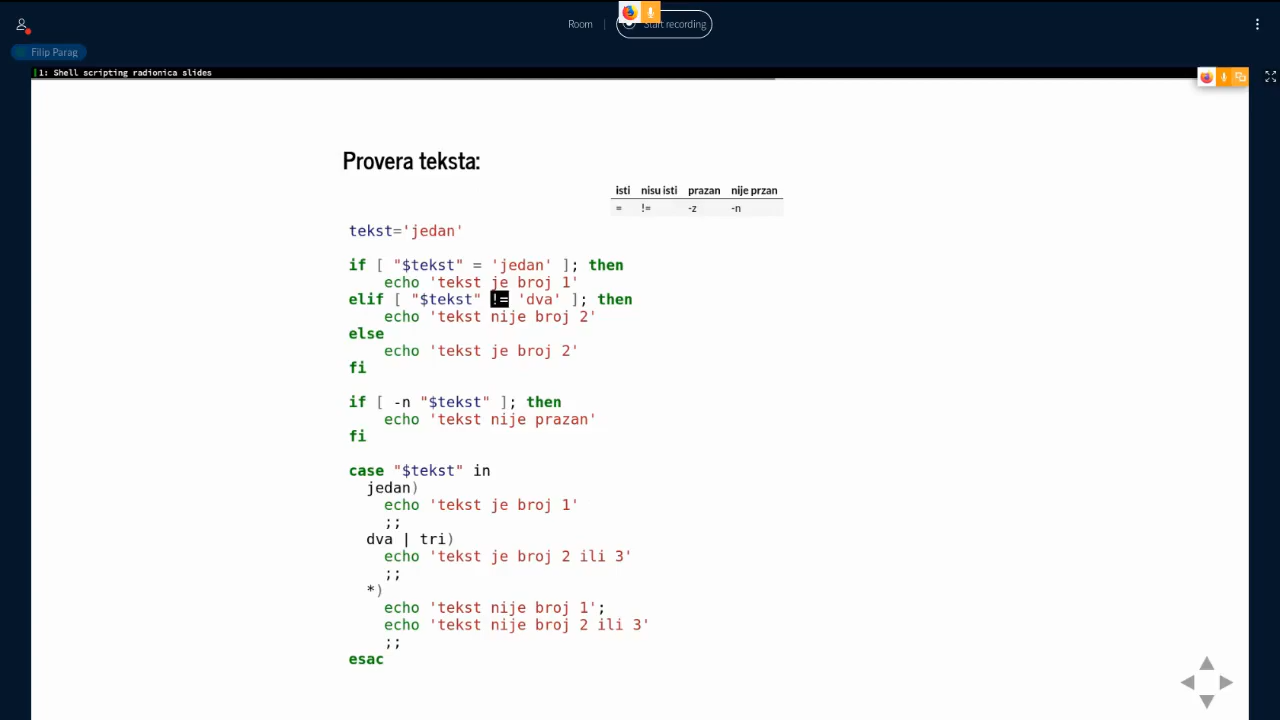 Room
Start recording
Filip Parag
1: Shell scripting radionica slides
Provera teksta:
isti nisu isti prazan nije przan
= != -z -n
tekst='jedan'
if [ "$tekst" = 'jedan' ]; then
echo 'tekst je broj 1'
elif [ "$tekst" != 'dva' ]; then
echo 'tekst nije broj 2'
else
echo 'tekst je broj 2'
fi
if [ -n "$tekst" ]; then
echo 'tekst nije prazan'
fi
case "$tekst" in
jedan)
echo 'tekst je broj 1'
;;
dva | tri)
echo 'tekst je broj 2 ili 3'
;;
*)
echo 'tekst nije broj 1';
echo 'tekst nije broj 2 ili 3'
;;
esac